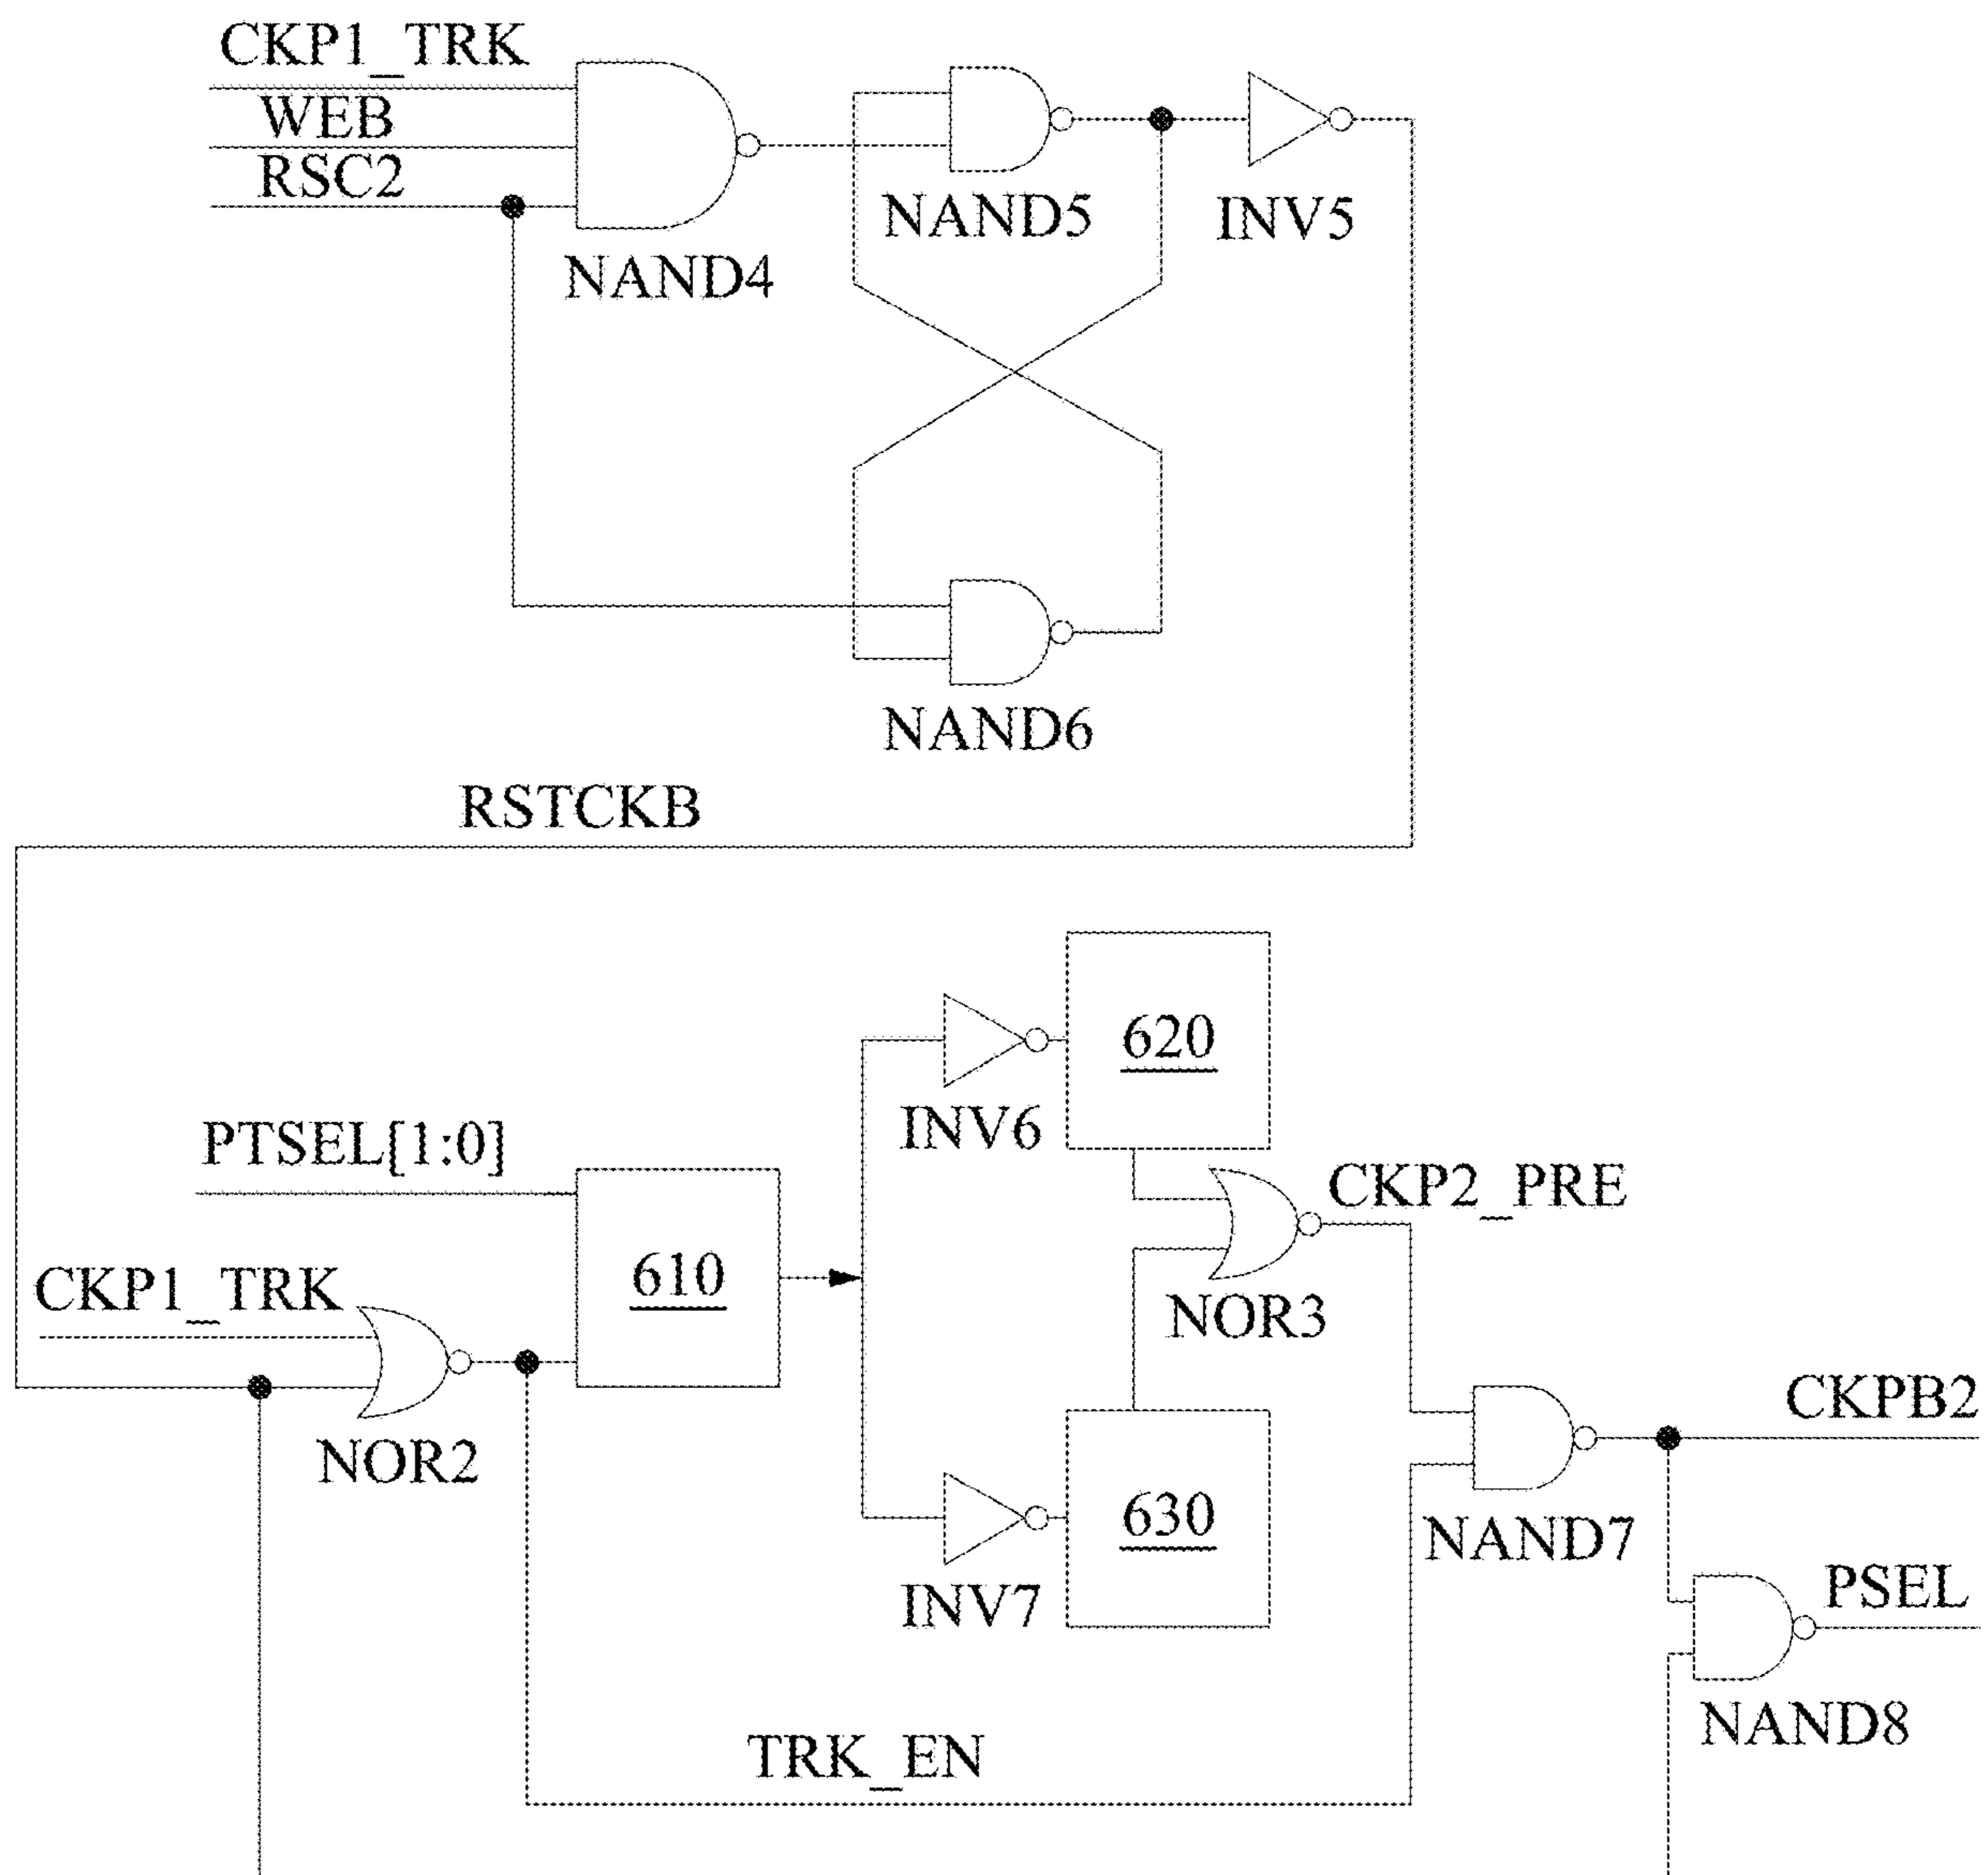 CKP1_TRK
WEB
RSC2
NAND4
NAND5
INV5
NAND6
RSTCKB
620
INV6
PTSEL[1:0]
CKP2_PRE
610
CKP1_TRK
NOR3
NOR2
CKPB2
630
NAND7
INV7
PSEL
NAND8
TRK_EN